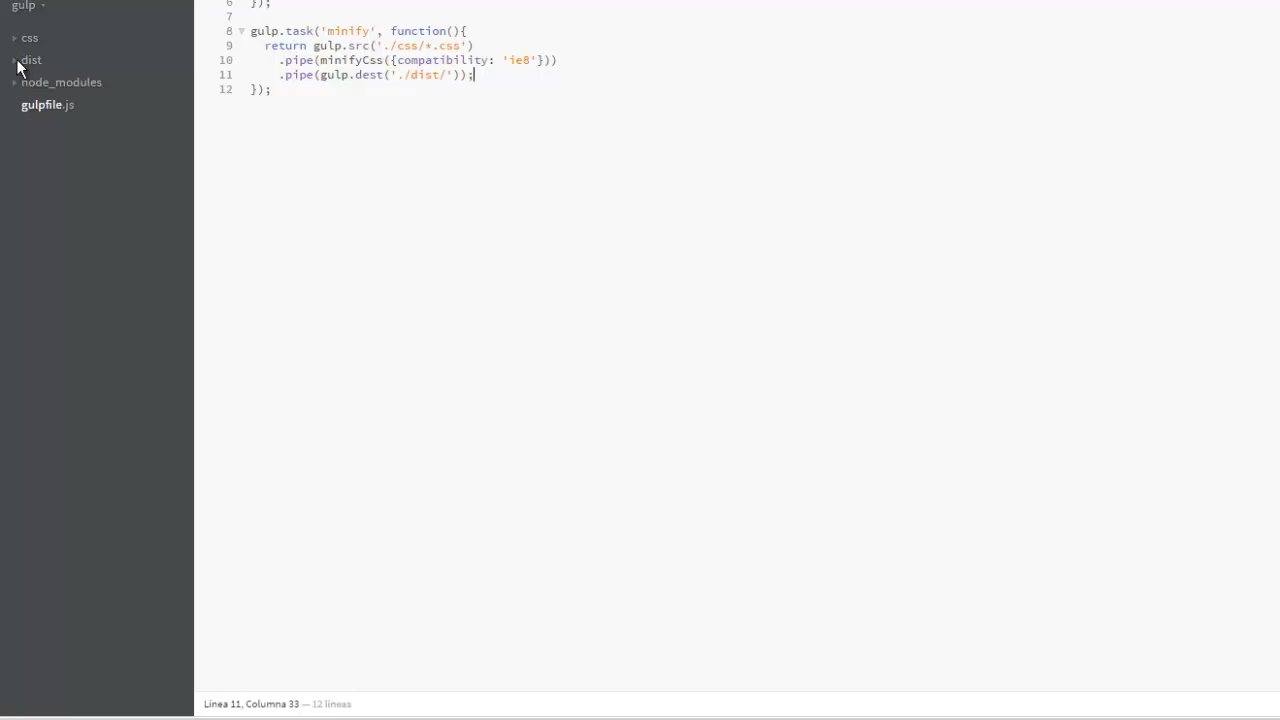 gulp
css
dist
node_modules
gulpfile.js
6 });
7
8 gulp.task('minify', function(){
9 return gulp.src('./css/*.css')
10 .pipe(minifyCss({compatibility: 'ie8'}))
11 .pipe(gulp.dest('./dist/'));
12 });
Línea 11, Columna 33 — 12 líneas